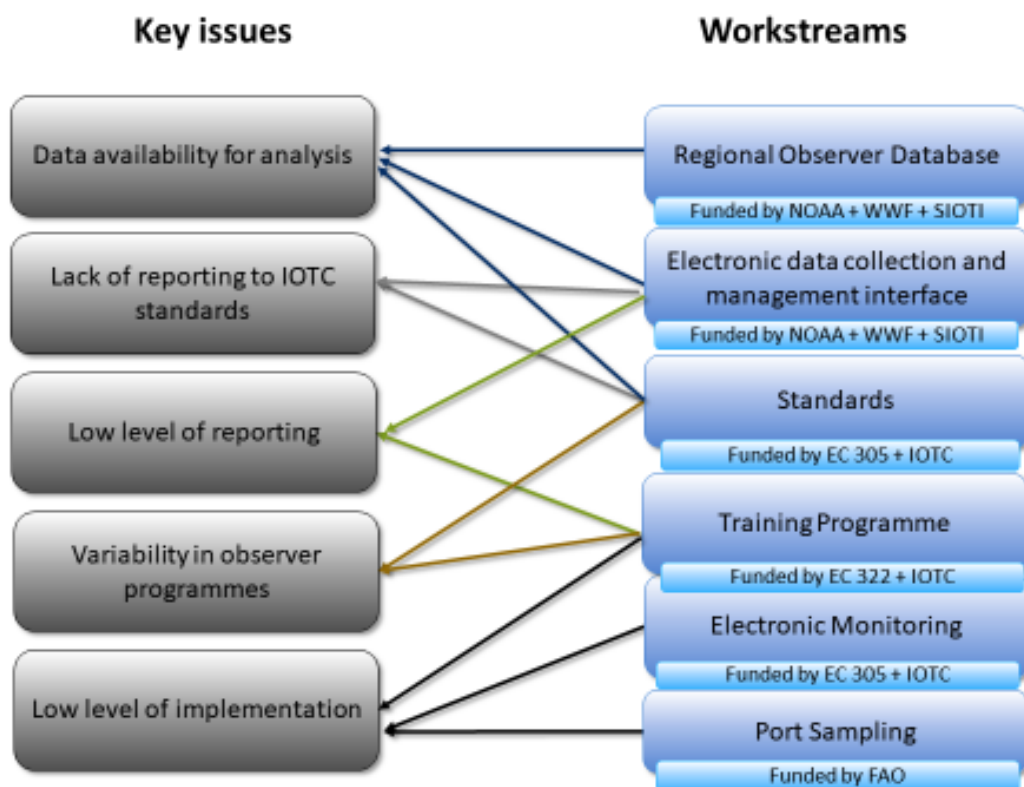 Key issues
Workstreams
Data availability for analysis
Lack of reporting to IOTC
standards
Low level of reporting
Variability in observer
programmes
Low level of implementation
Regional Observer Database
Funded by NOAA + WWF + SIOTI
Electronic data collection and
management interface
Funded by NOAA + WWF + SIOTI
Standards
Funded by EC 305 + IOTC
Training Programme
Funded by EC 322 + IOTC
Electronic Monitoring
Funded by EC 305 + IOTC
Port Sampling
Funded by FAO